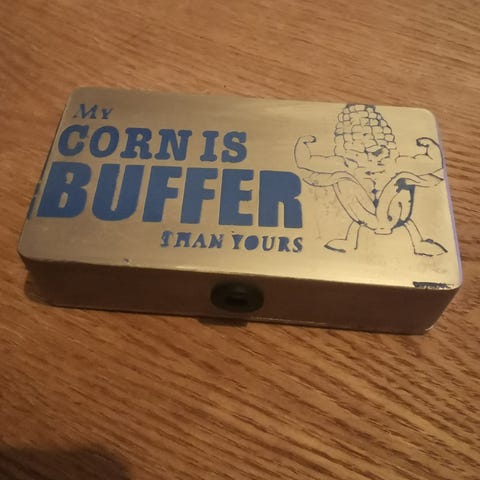 My
CORN IS
BUFFER
THAN YOURS